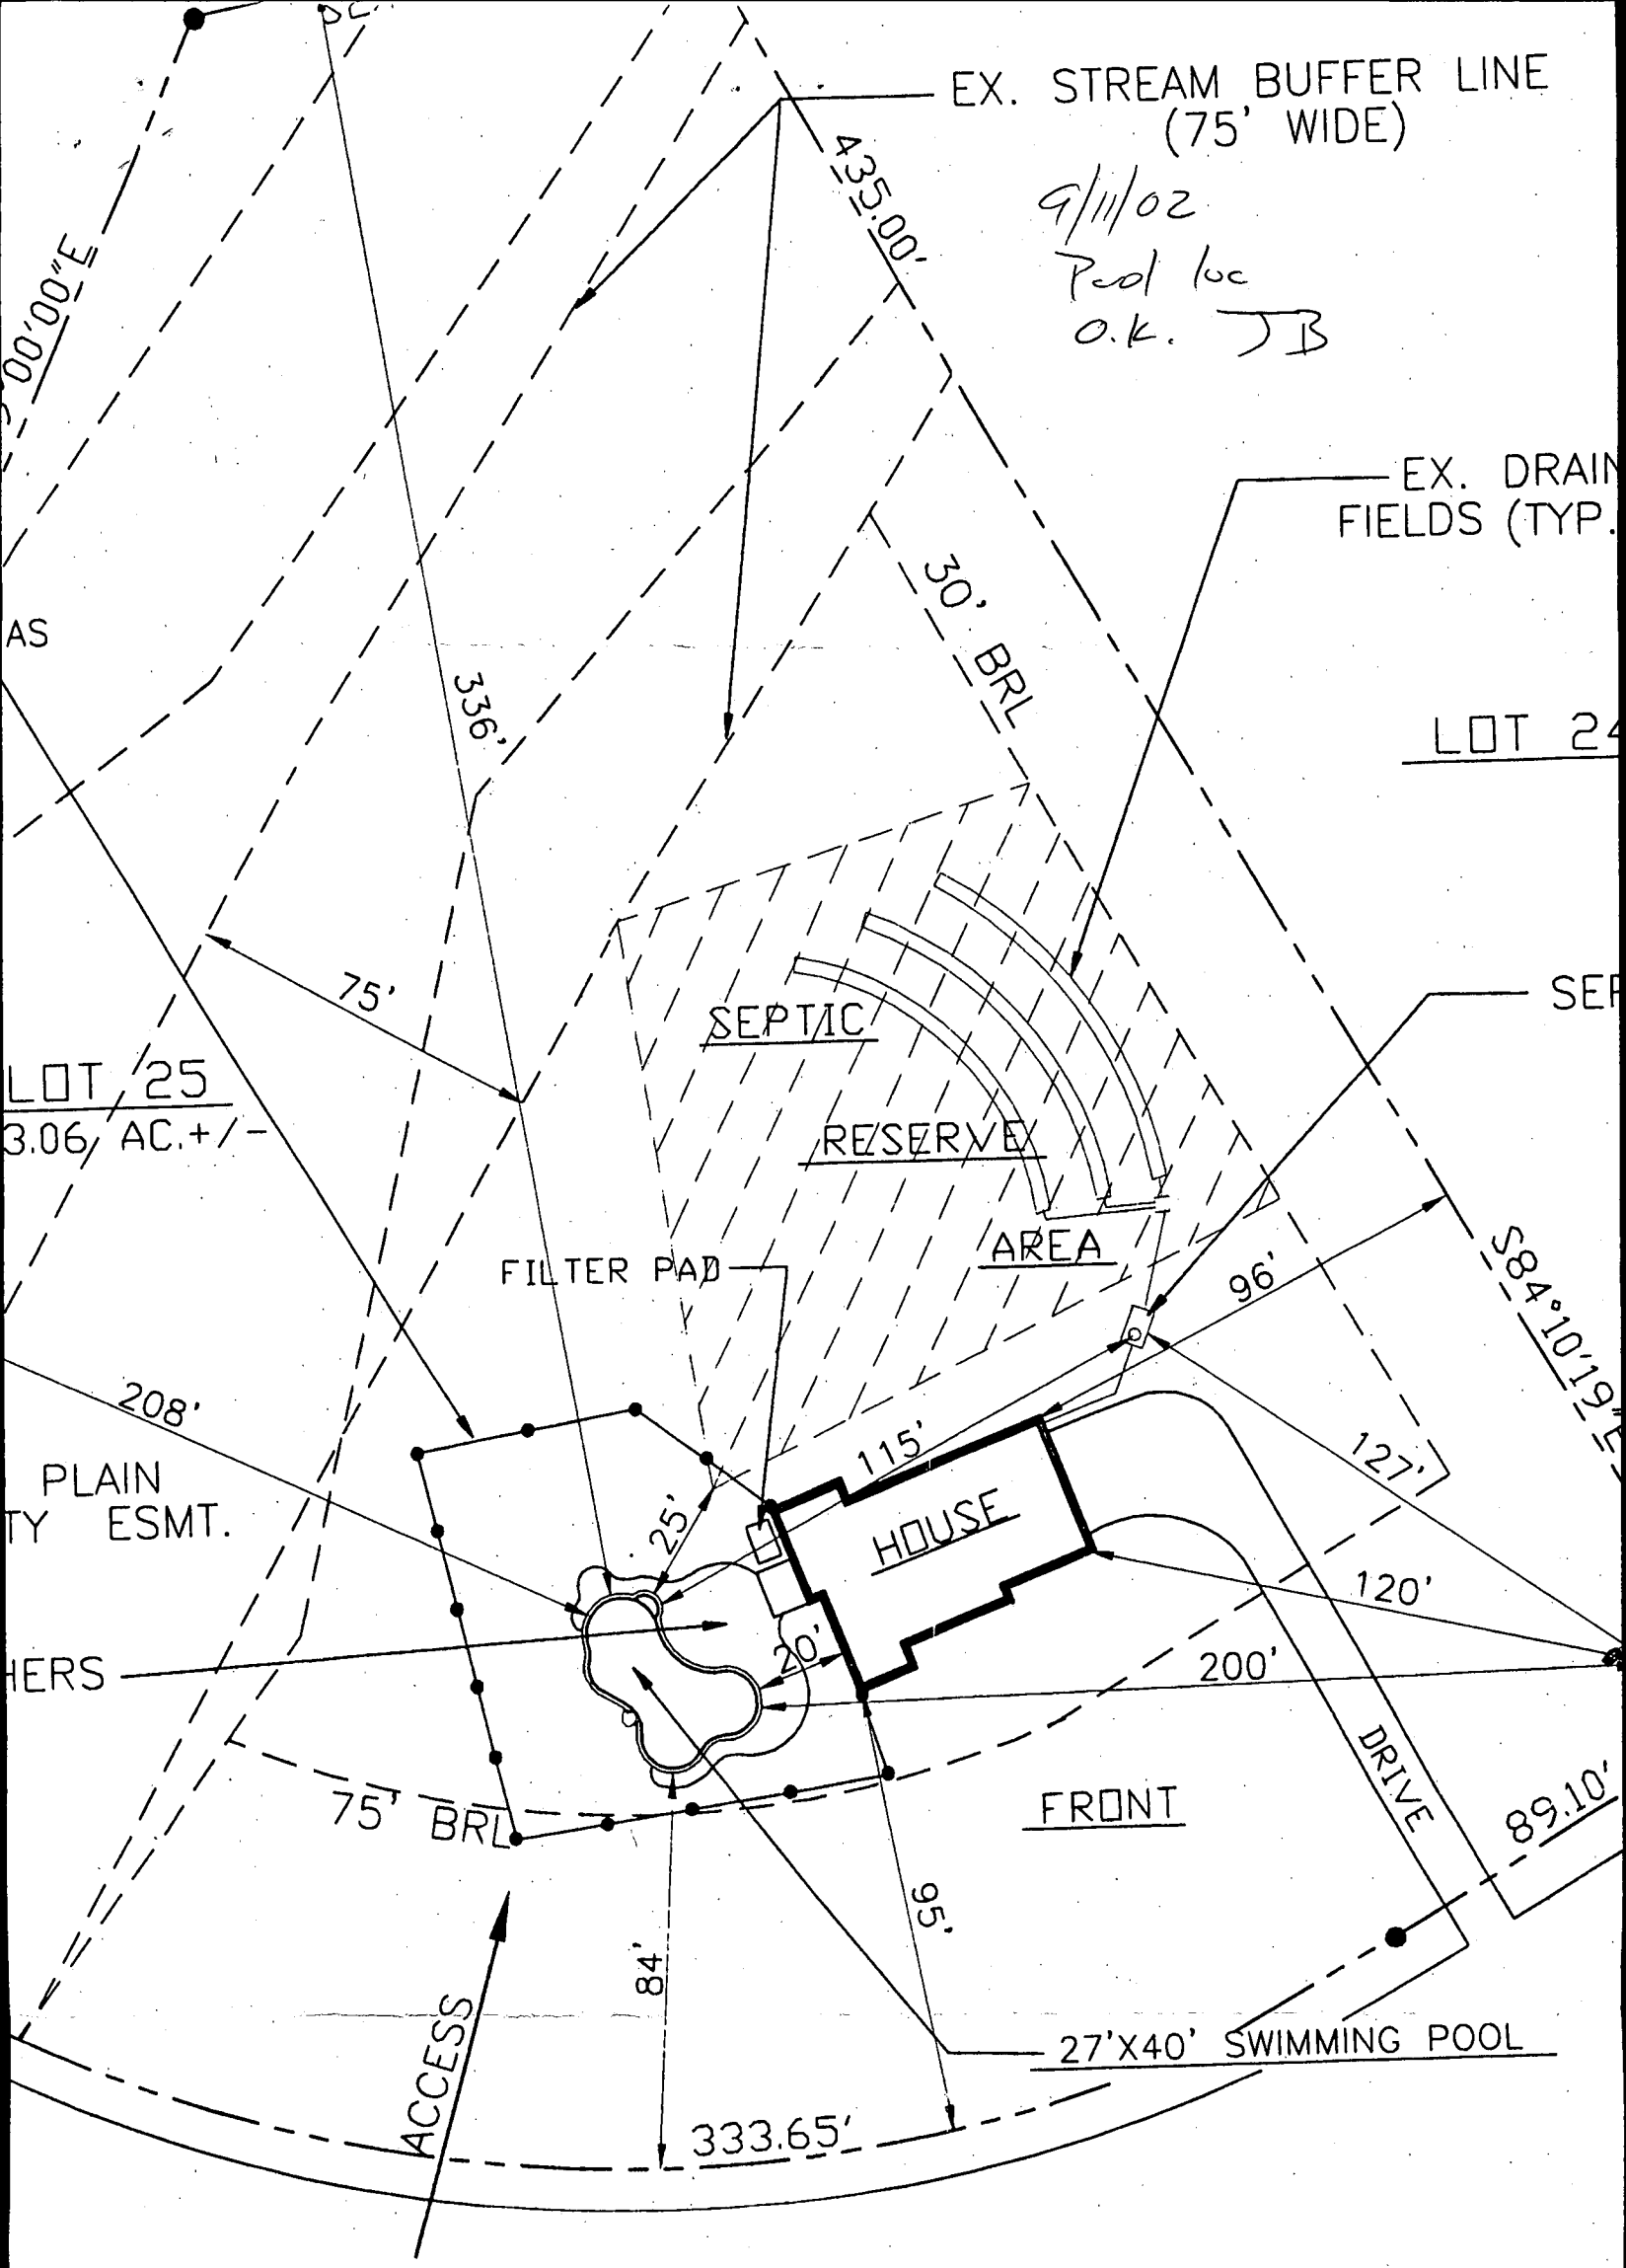 EX. STREAM BUFFER LINE
(75' WIDE)
9/11/02
Pool loc
O.K. JB
435.00'
00'00"E
EX. DRAIN
FIELDS (TYP.
30' BRL
AS
336'
LOT 24
75'
SEPTIC
SEP
LOT 25
3.06 AC.+/-
RESERVE
AREA
FILTER PAD
96'
S84°10'19"E
208'
115'
127'
PLAIN
TY ESMT.
25'
HOUSE
120'
HERS
20'
200'
DRIVE
75' BRL
FRONT
89.10'
95'
84'
ACCESS
27'X40' SWIMMING POOL
333.65'